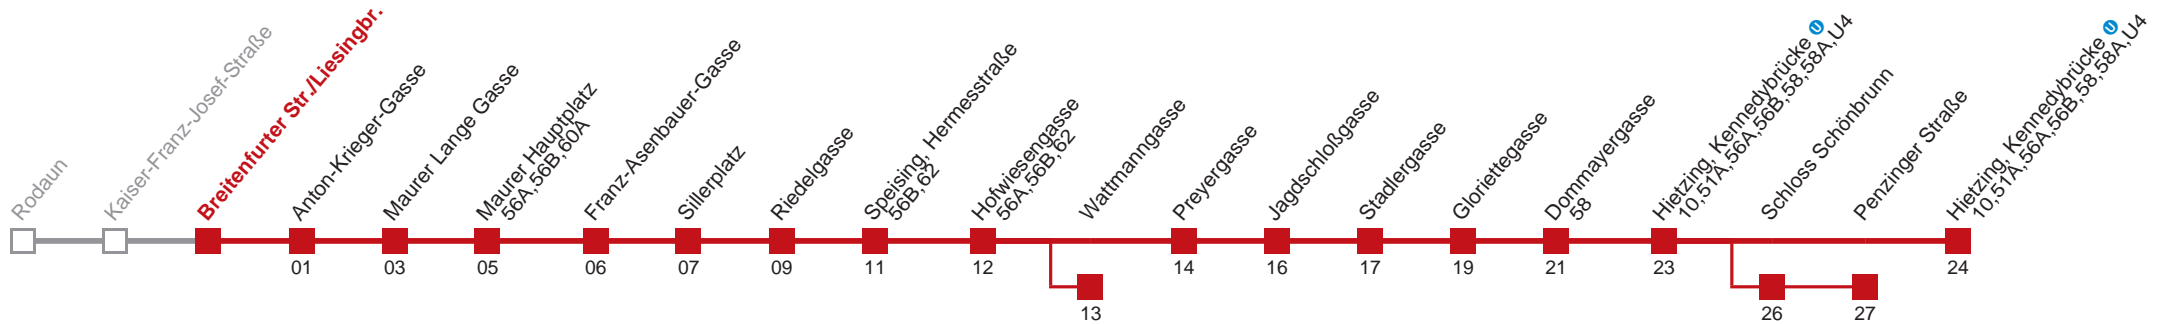 Rodaun
Kaiser-Franz-Josef-Straße
Breitenfurter Str./Liesingbr.
Anton-Krieger-Gasse
01
Maurer Lange Gasse
03
Maurer Hauptplatz
56A,56B,60A
05
Franz-Asenbauer-Gasse
06
Sillerplatz
07
Riedelgasse
09
Speising, Hermesstraße
56B,62
11
Hofwiesengasse
56A,56B,62
12
Wattmanngasse
13
Preyergasse
14
Jagdschloßgasse
16
Stadlergasse
17
Gloriettegasse
19
Dommayergasse
58
21
Hietzing, Kennedybrücke U
10,51A,56A,56B,58,58A,U4
23
Schloss Schönbrunn
26
Penzinger Straße
27
Hietzing, Kennedybrücke U
10,51A,56A,56B,58,58A,U4
24